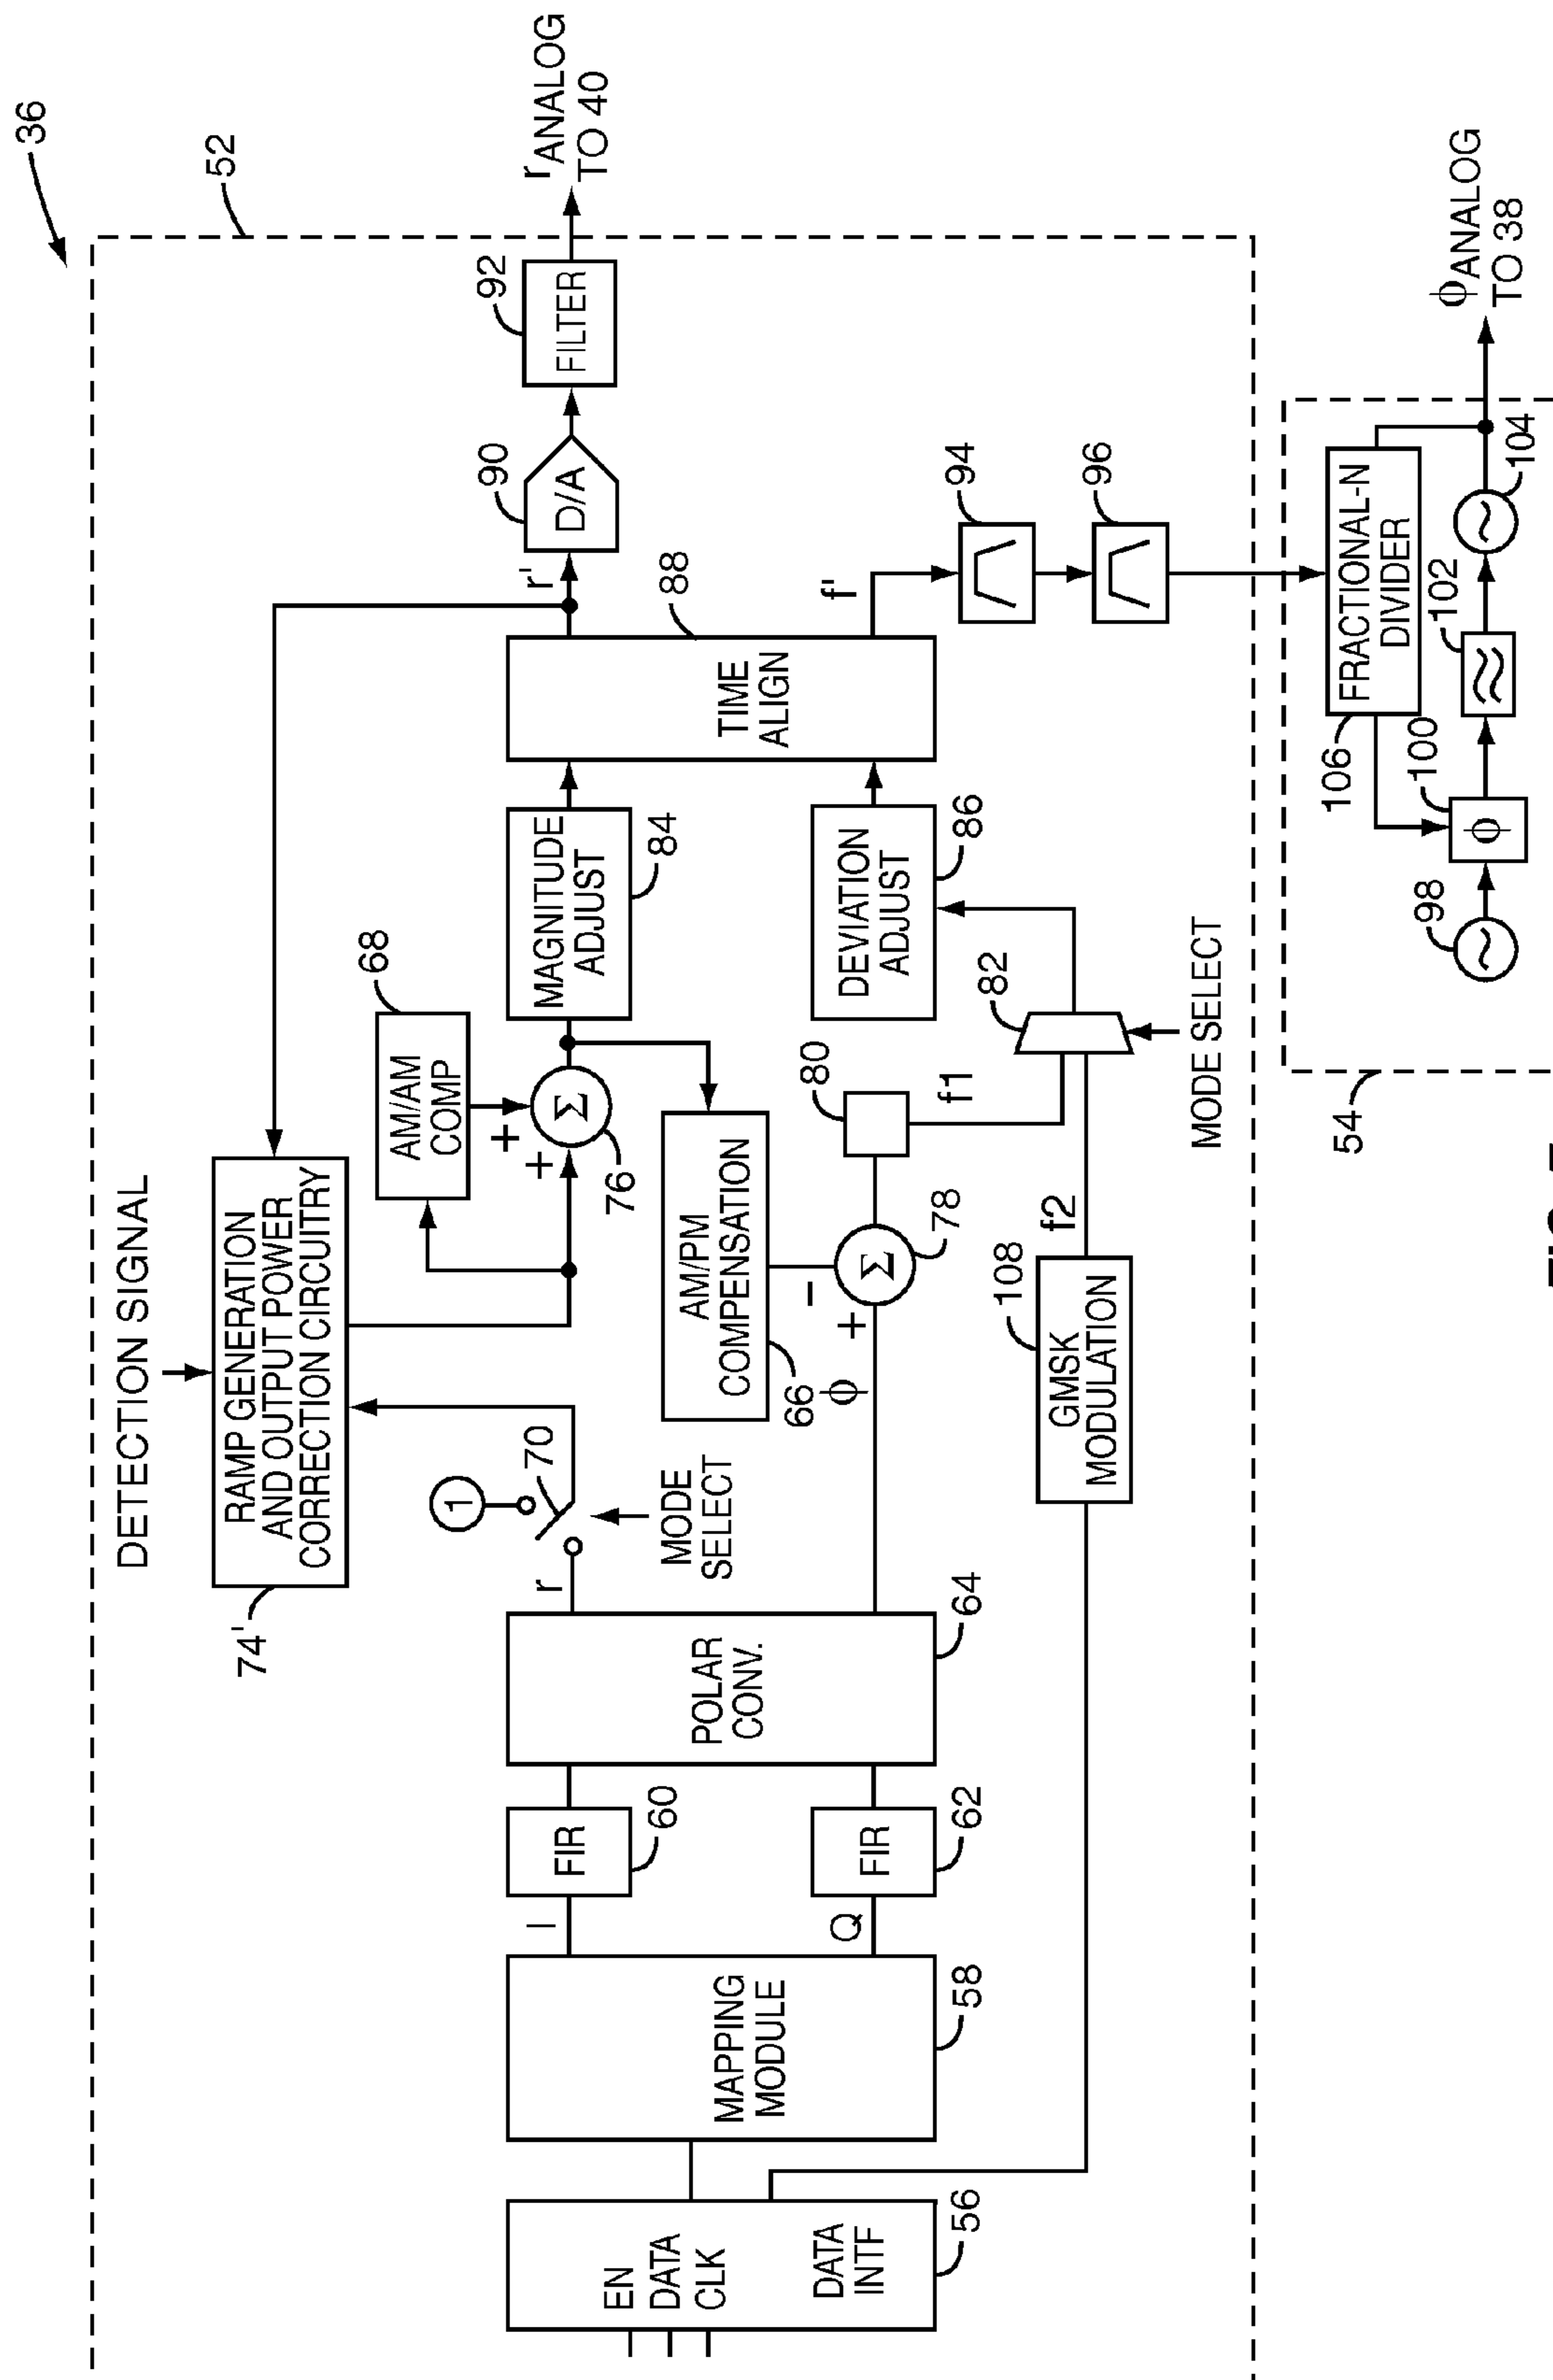 36
52
DETECTION SIGNAL
74'
RAMP GENERATION
AND OUTPUT POWER
CORRECTION CIRCUITRY
68
AM/AM
COMP
+
+
Σ
76
1
70
MODE
SELECT
r
EN
DATA
CLK
DATA
INTF
56
MAPPING
MODULE
58
I
Q
FIR
60
FIR
62
POLAR
CONV.
64
AM/PM
COMPENSATION
66
ϕ
+
−
Σ
78
80
f1
GMSK
MODULATION
108
f2
82
MODE SELECT
MAGNITUDE
ADJUST
84
DEVIATION
ADJUST
86
TIME
ALIGN
88
r'
f'
D/A
90
FILTER
92
rANALOG
TO 40
94
96
54
98
ϕ
100
102
104
FRACTIONAL-N
DIVIDER
106
ϕANALOG
TO 38